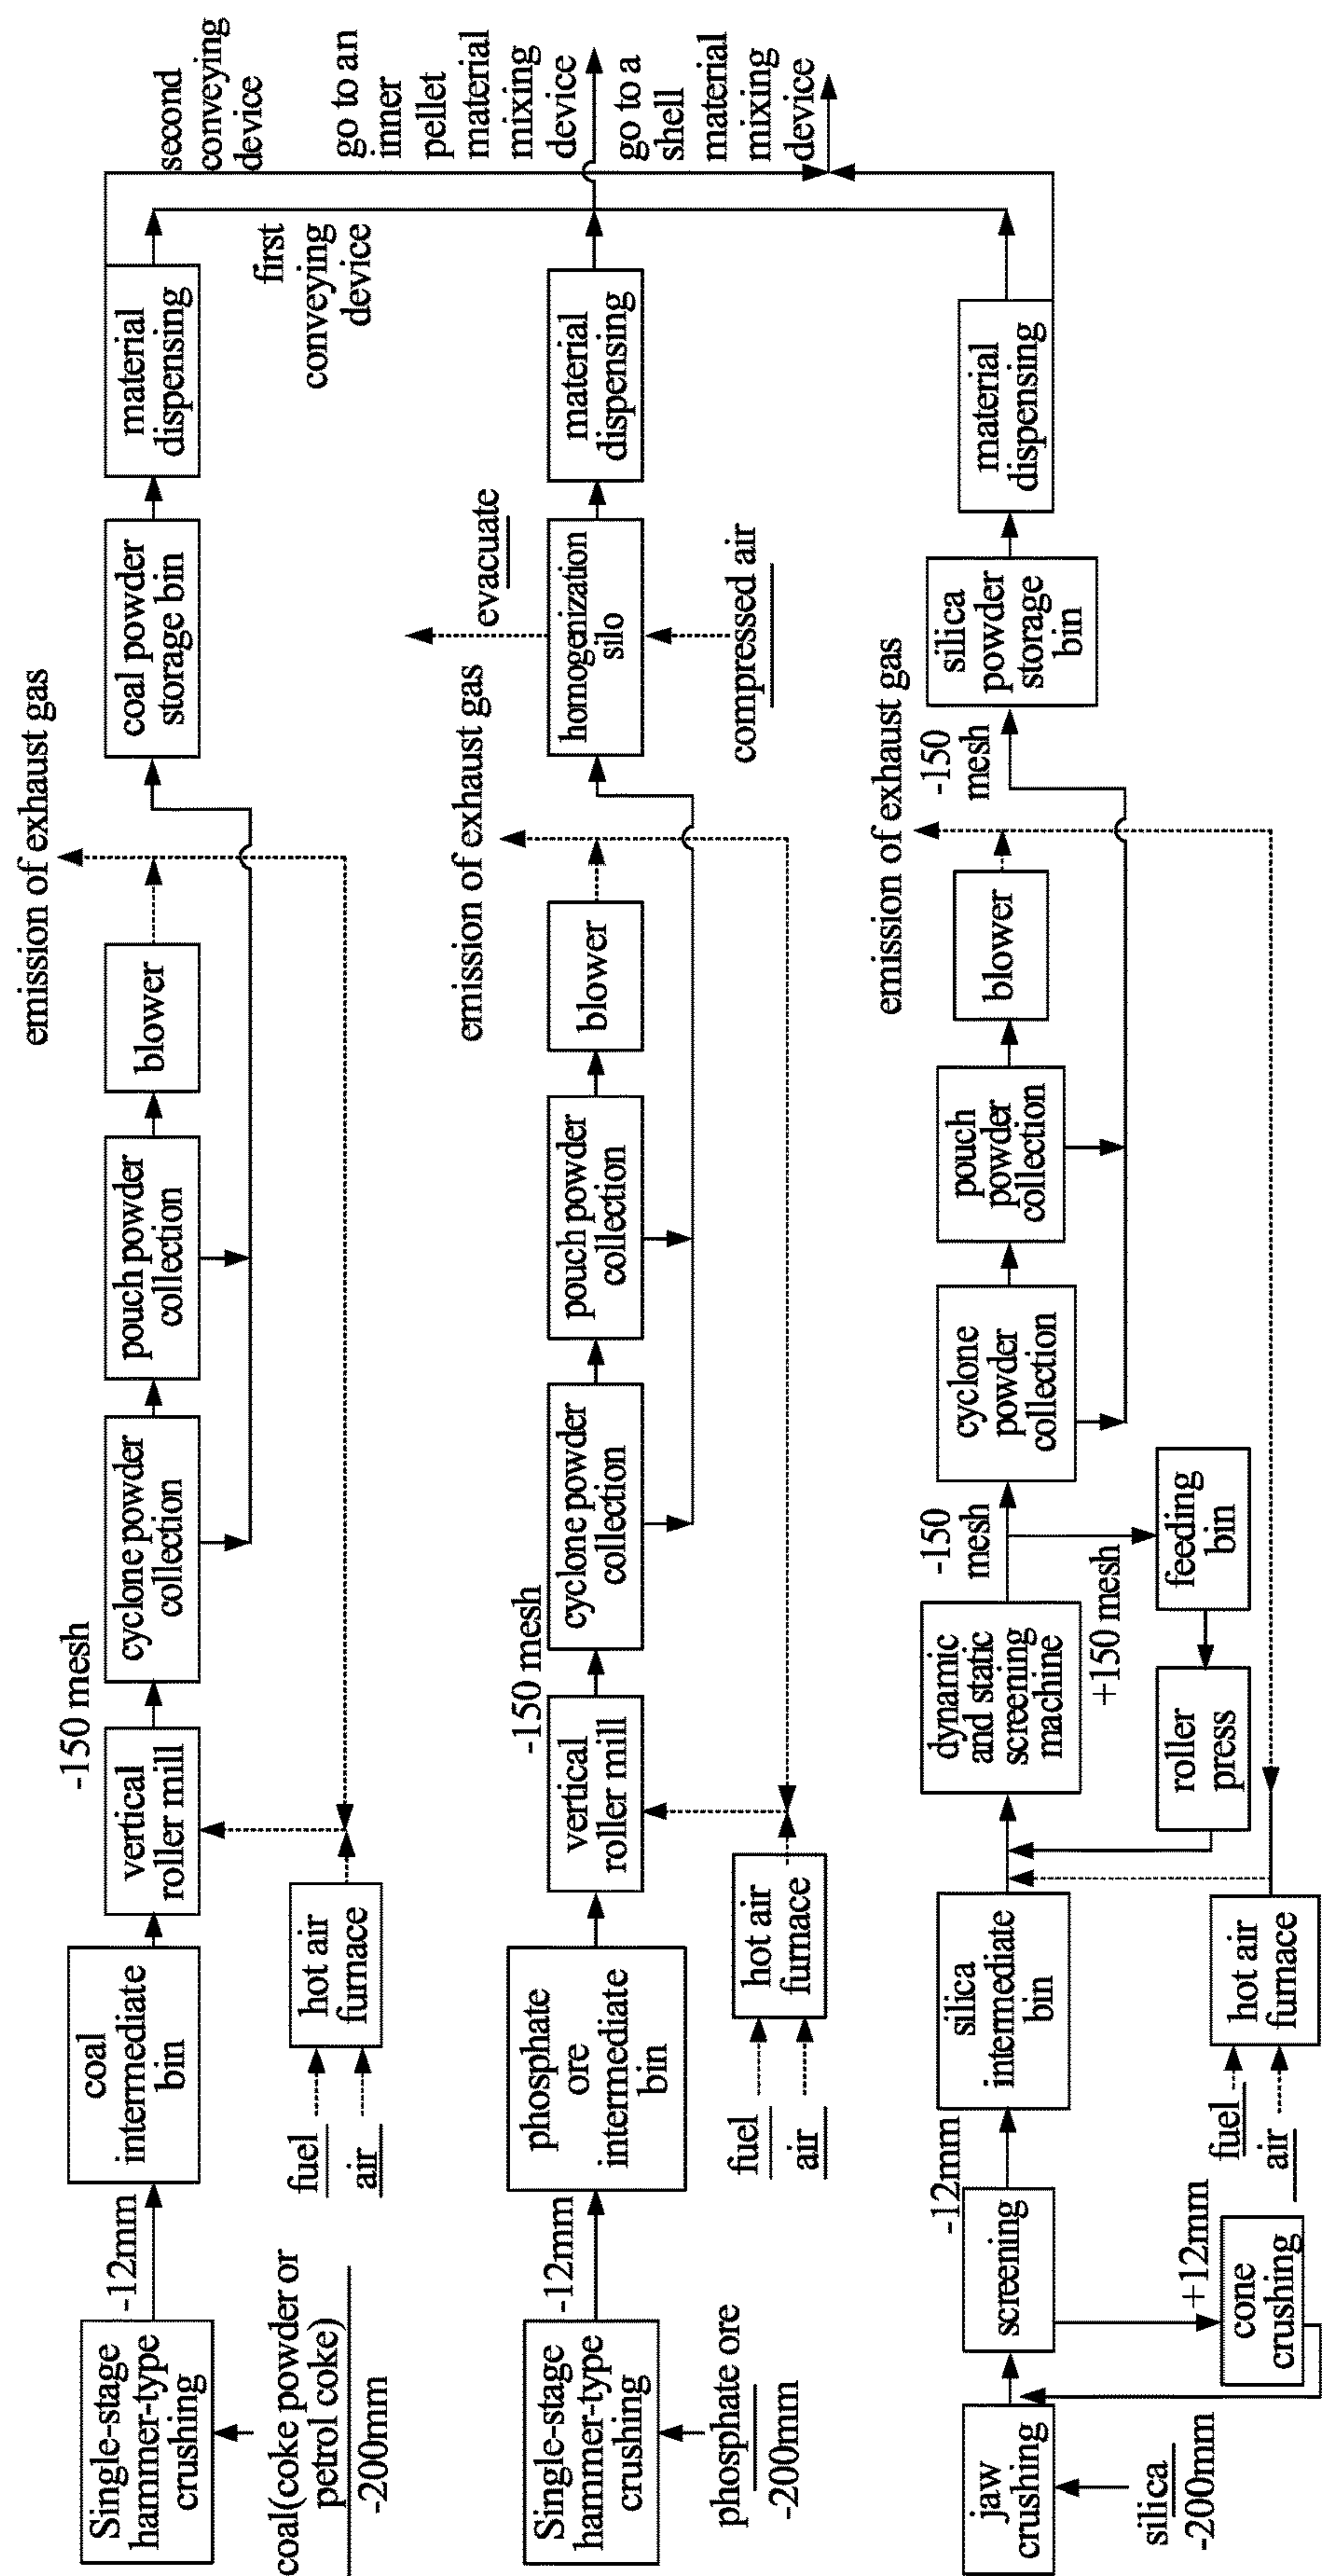 Single-stage
hammer-type
crushing
coal(coke powder or
petrol coke)
-200mm
-12mm
coal
intermediate
bin
fuel
air
hot air
furnace
vertical
roller mill
-150 mesh
cyclone powder
collection
pouch powder
collection
blower
emission of exhaust gas
coal powder
storage bin
material
dispensing
first
conveying
device
second
conveying
device
Single-stage
hammer-type
crushing
phosphate ore
-200mm
-12mm
phosphate
ore
intermediate
bin
fuel
air
hot air
furnace
vertical
roller mill
-150 mesh
cyclone powder
collection
pouch powder
collection
blower
emission of exhaust gas
homogenization
silo
evacuate
compressed air
material
dispensing
go to an
inner
pellet
material
mixing
device
go to a
shell
material
mixing
device
jaw
crushing
silica
-200mm
screening
-12mm
+12mm
cone
crushing
silica
intermediate
bin
fuel
air
hot air
furnace
dynamic
and static
screening
machine
-150
mesh
+150 mesh
feeding
bin
roller
press
cyclone
powder
collection
pouch
powder
collection
blower
emission of exhaust gas
-150
mesh
silica
powder
storage
bin
material
dispensing